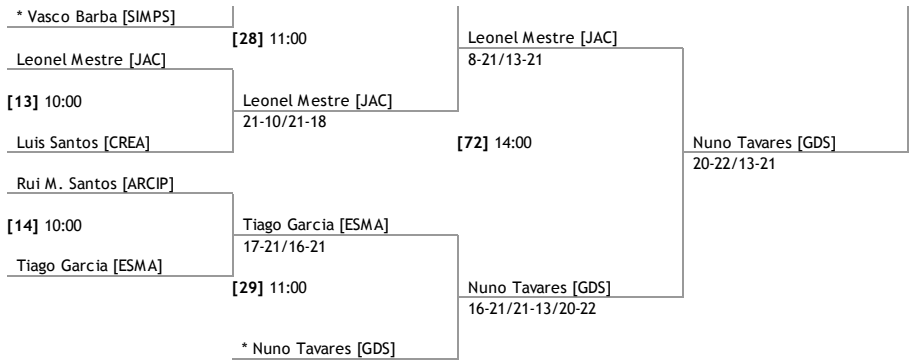 * Vasco Barba [SIMPS]
[28] 11:00
Leonel Mestre [JAC]
8-21/13-21
Leonel Mestre [JAC]
[13] 10:00
Leonel Mestre [JAC]
21-10/21-18
Luis Santos [CREA]
[72] 14:00
Nuno Tavares [GDS]
20-22/13-21
Rui M. Santos [ARCIP]
[14] 10:00
Tiago Garcia [ESMA]
17-21/16-21
Tiago Garcia [ESMA]
[29] 11:00
Nuno Tavares [GDS]
16-21/21-13/20-22
* Nuno Tavares [GDS]